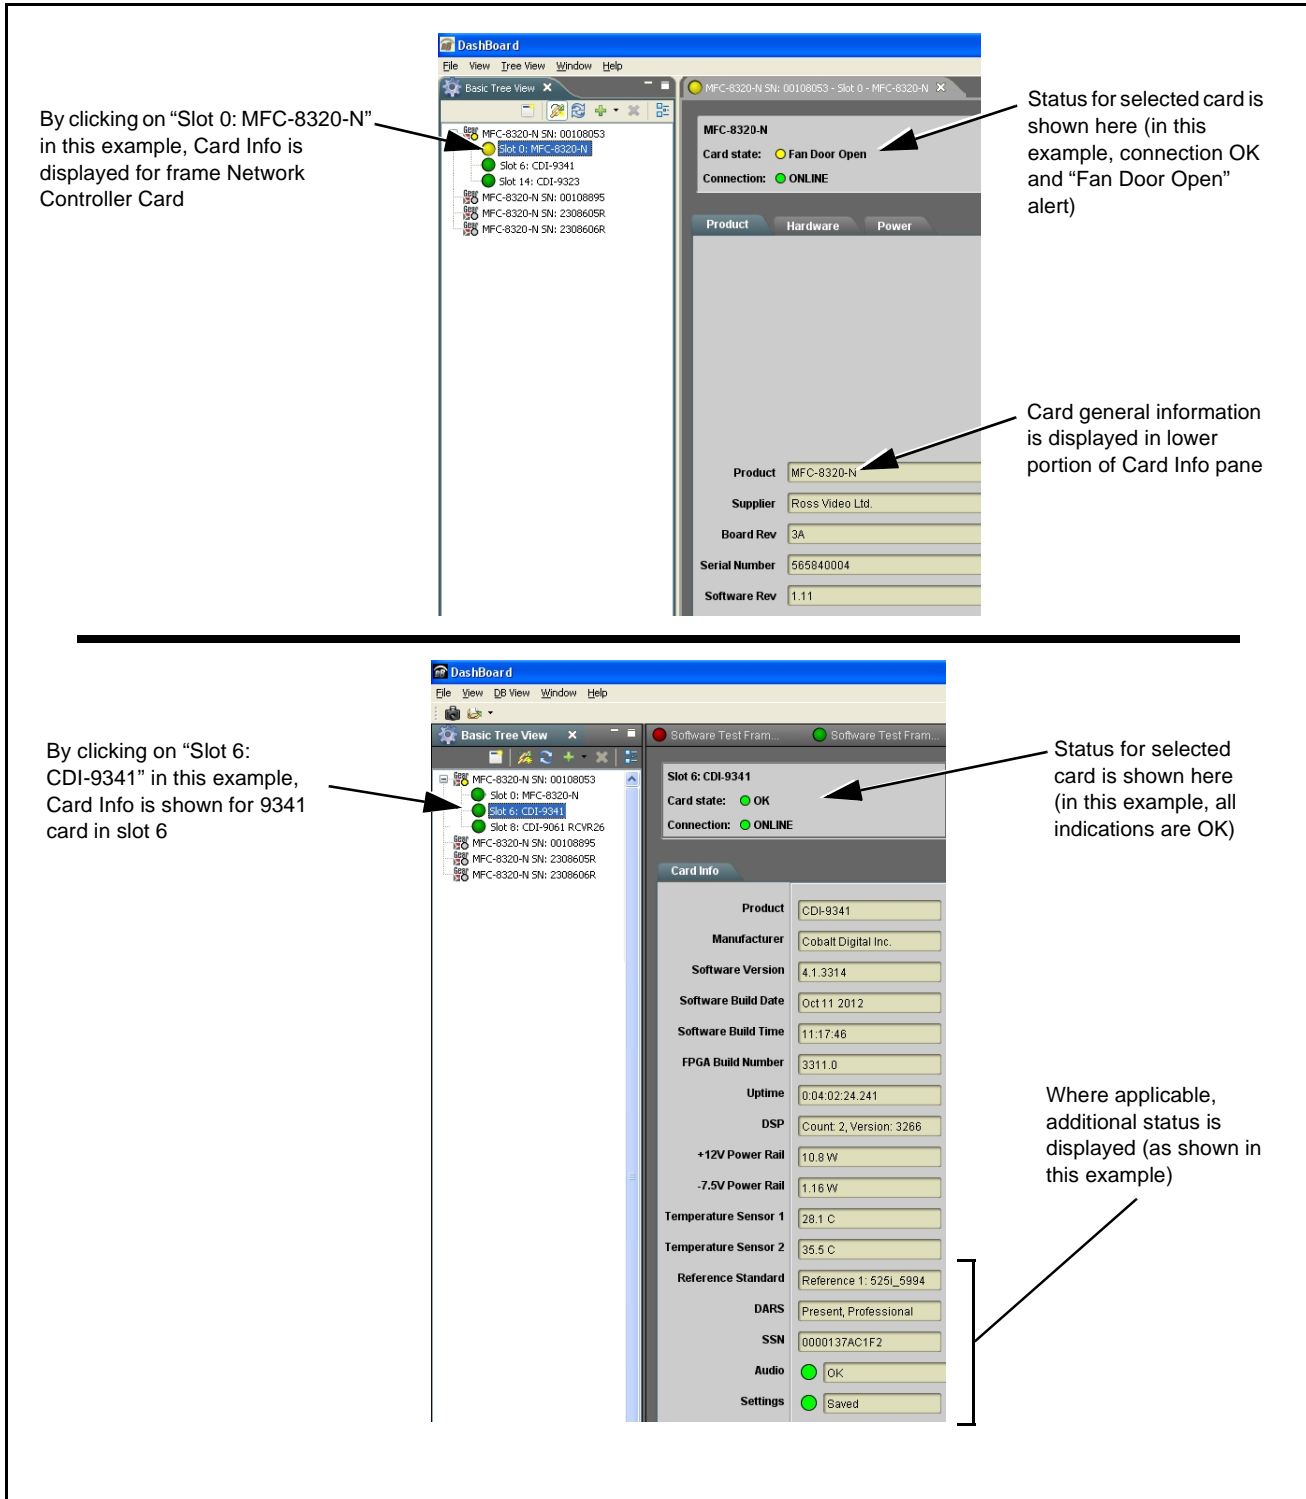 DashBoard
File View Tree View Window Help
Basic Tree View
MFC-8320-N SN: 00108053 - Slot 0 - MFC-8320-N
By clicking on “Slot 0: MFC-8320-N”
in this example, Card Info is
displayed for frame Network
Controller Card
MFC-8320-N SN: 00108053
Slot 0: MFC-8320-N
Slot 6: CDI-9341
Slot 14: CDI-9323
MFC-8320-N SN: 00108895
MFC-8320-N SN: 2308605R
MFC-8320-N SN: 2308606R
MFC-8320-N
Card state: Fan Door Open
Connection: ONLINE
Status for selected card is
shown here (in this
example, connection OK
and “Fan Door Open”
alert)
Product Hardware Power
Card general information
is displayed in lower
portion of Card Info pane
Product MFC-8320-N
Supplier Ross Video Ltd.
Board Rev 3A
Serial Number 565840004
Software Rev 1.11
DashBoard
File View DB View Window Help
Basic Tree View
Software Test Fram... Software Test Fram...
By clicking on “Slot 6:
CDI-9341” in this example,
Card Info is shown for 9341
card in slot 6
MFC-8320-N SN: 00108053
Slot 0: MFC-8320-N
Slot 6: CDI-9341
Slot 8: CDI-9061 RCVR26
MFC-8320-N SN: 00108895
MFC-8320-N SN: 2308605R
MFC-8320-N SN: 2308606R
Slot 6: CDI-9341
Card state: OK
Connection: ONLINE
Status for selected
card is shown here
(in this example, all
indications are OK)
Card Info
Product CDI-9341
Manufacturer Cobalt Digital Inc.
Software Version 4.1.3314
Software Build Date Oct 11 2012
Software Build Time 11:17:46
FPGA Build Number 3311.0
Uptime 0:04:02:24.241
DSP Count: 2, Version: 3266
+12V Power Rail 10.8 W
-7.5V Power Rail 1.16 W
Temperature Sensor 1 28.1 C
Temperature Sensor 2 35.5 C
Reference Standard Reference 1: 525i_5994
DARS Present, Professional
SSN 0000137AC1F2
Audio OK
Settings Saved
Where applicable,
additional status is
displayed (as shown in
this example)